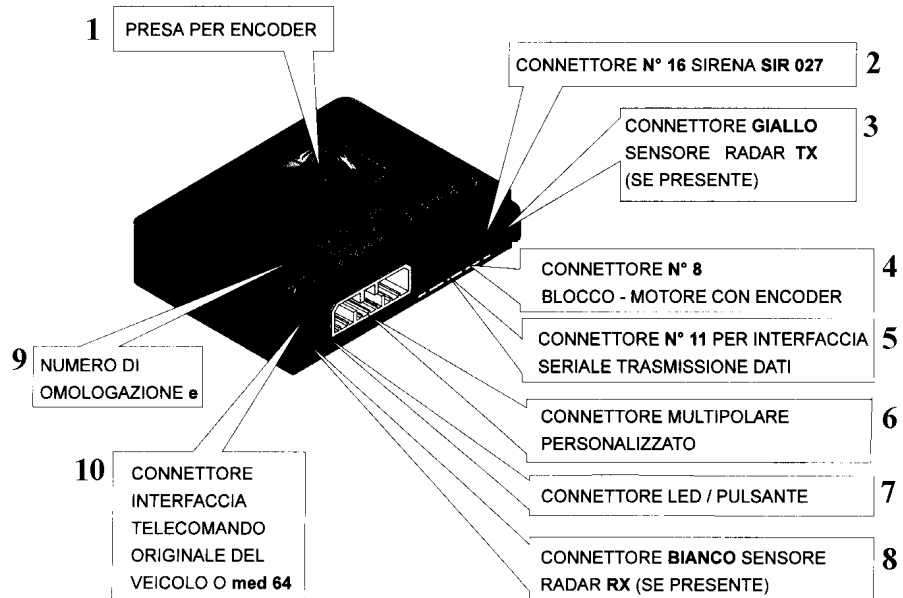 1 PRESA PER ENCODER
2 CONNETTORE N° 16 SIRENA SIR 027
3 CONNETTORE GIALLO
SENSORE RADAR TX
(SE PRESENTE)
4 CONNETTORE N° 8
BLOCCO - MOTORE CON ENCODER
5 CONNETTORE N° 11 PER INTERFACCIA
SERIALE TRASMISSIONE DATI
6 CONNETTORE MULTIPOLARE
PERSONALIZZATO
7 CONNETTORE LED / PULSANTE
8 CONNETTORE BIANCO SENSORE
RADAR RX (SE PRESENTE)
9 NUMERO DI
OMOLOGAZIONE e
10 CONNETTORE
INTERFACCIA
TELECOMANDO
ORIGINALE DEL
VEICOLO O med 64